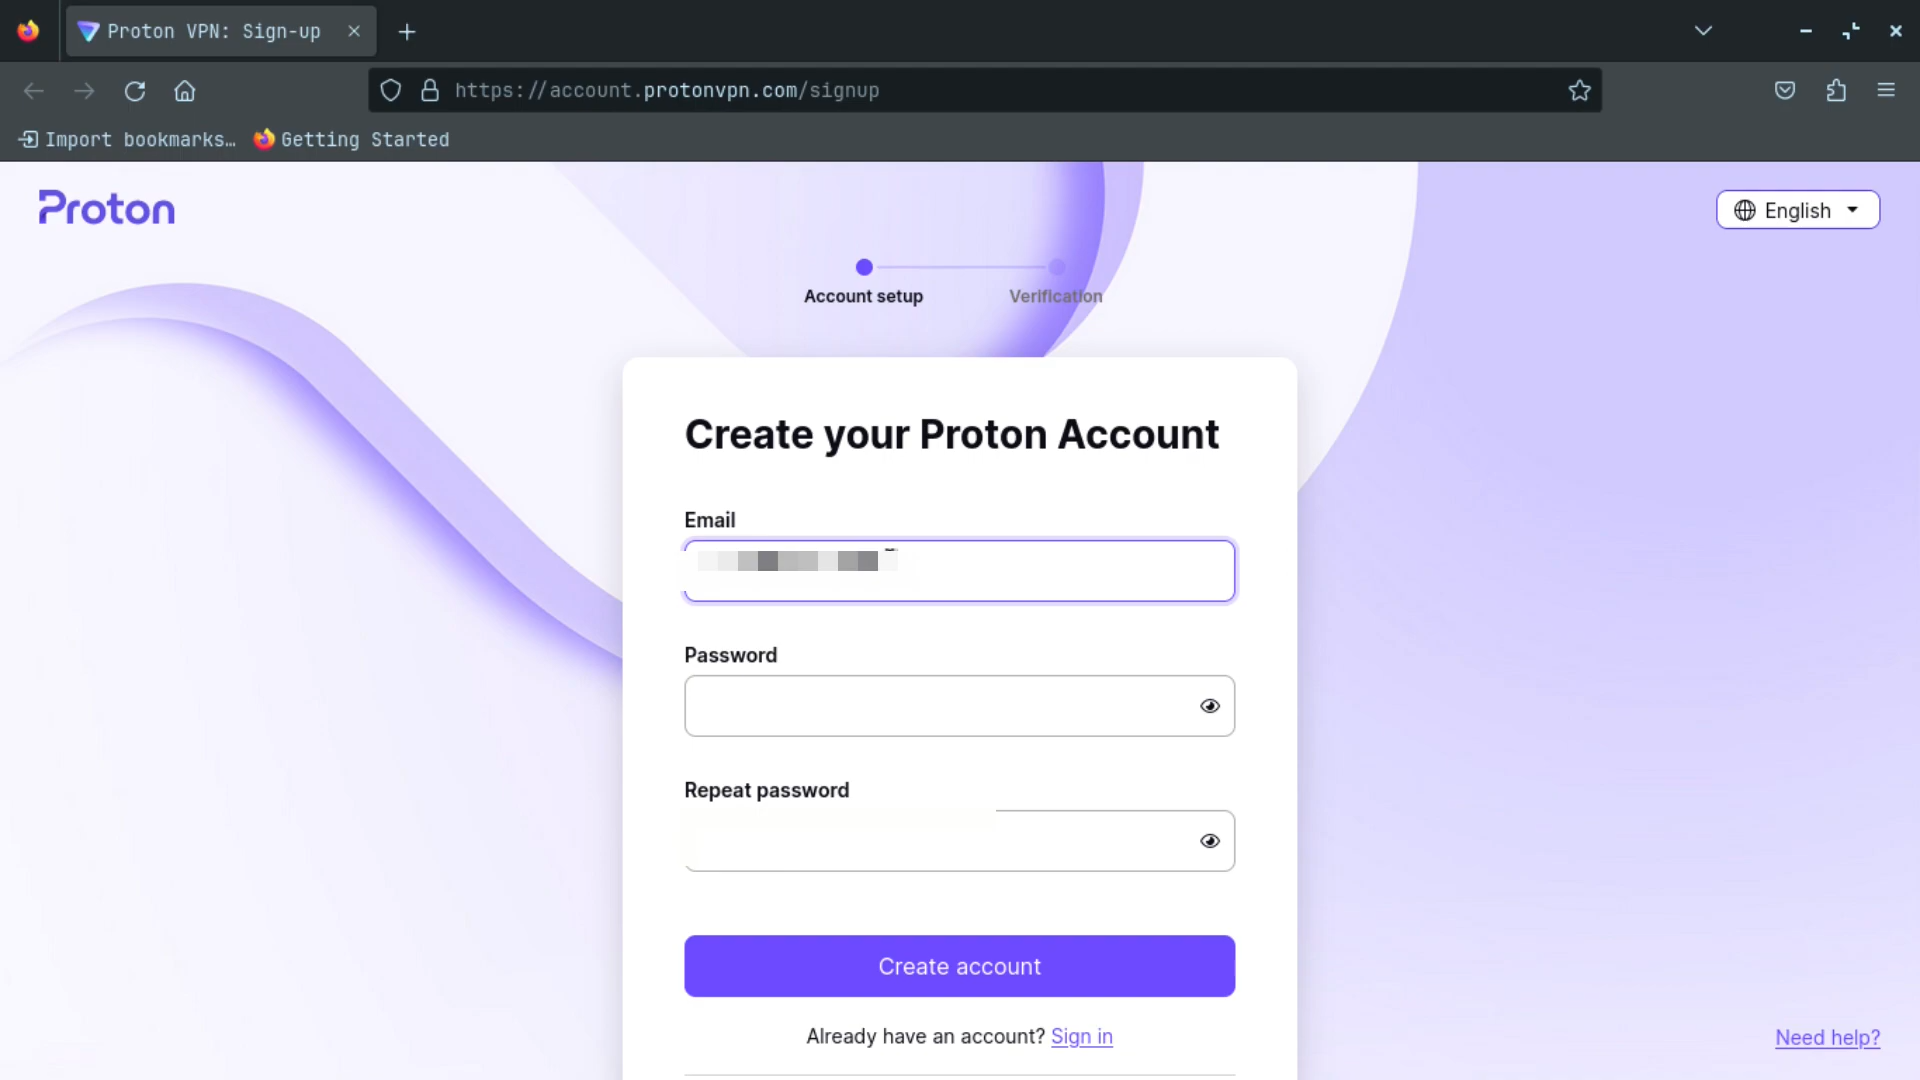 Proton VPN: Sign-up
https://account.protonvpn.com/signup
Import bookmarks…
Getting Started
Proton
English
Account setup
Verification
Create your Proton Account
Email
Password
Repeat password
Create account
Already have an account? Sign in
Need help?